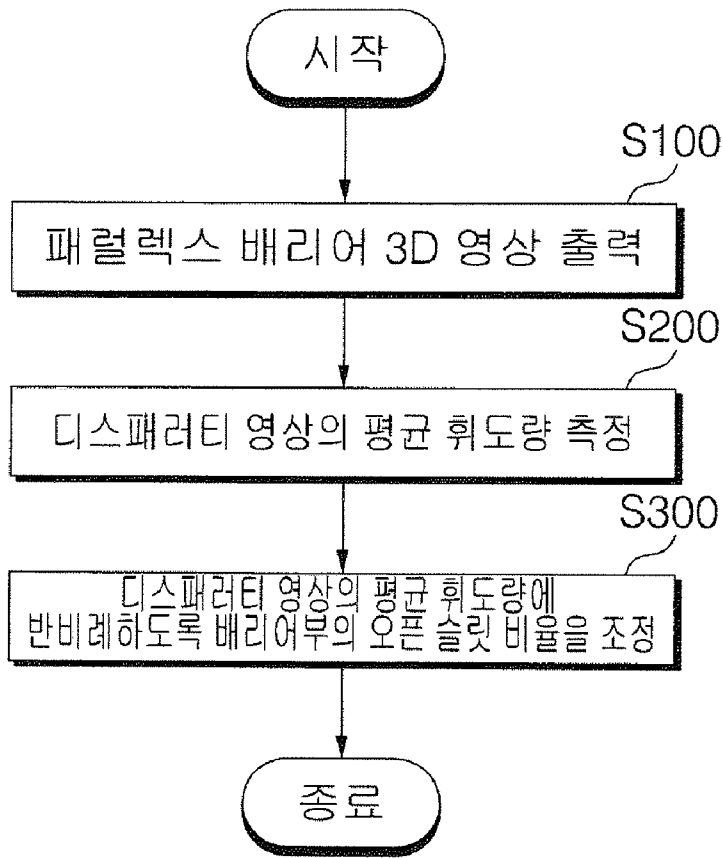 시작
S100
패럴렉스 배리어 3D 영상 출력
S200
디스패러티 영상의 평균 휘도량 측정
S300
디스패러티 영상의 평균 휘도량에
반비례하도록 배리어부의 오픈 슬릿 비율을 조정
종료